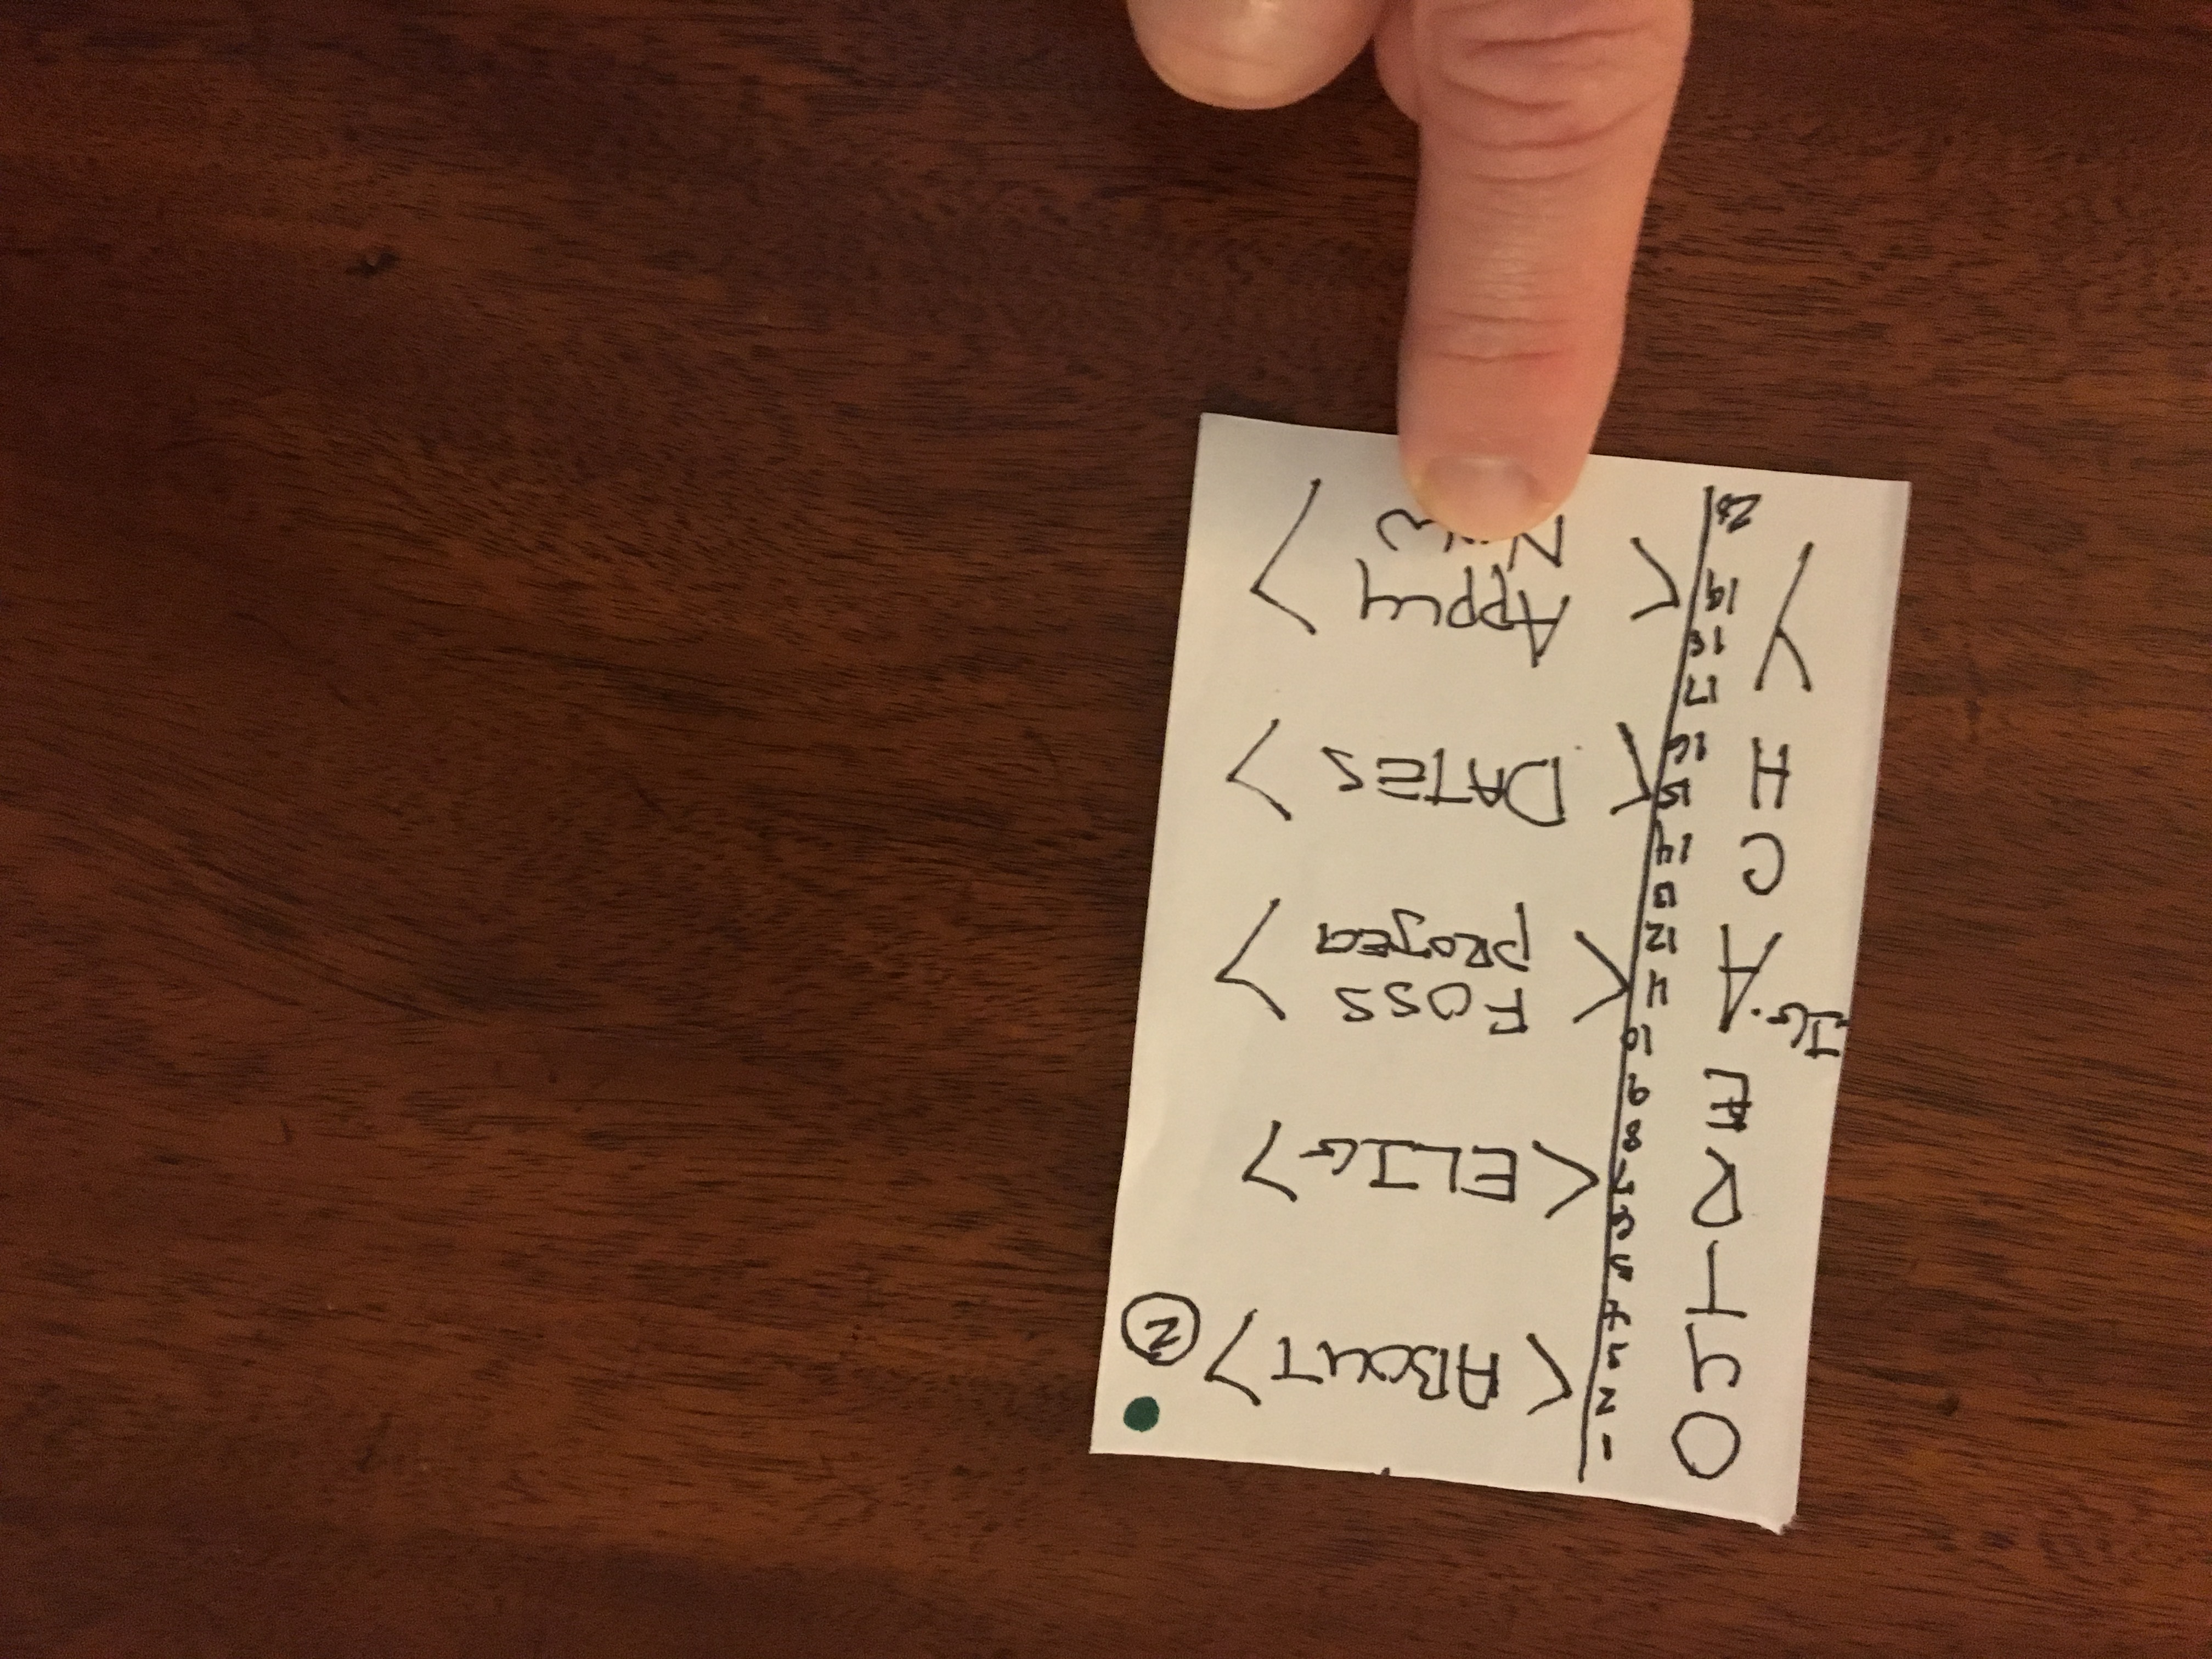 O
U
T
R
E
IG.
A
C
H
Y
1
2
3
4
5
6
7
8
9
10
11
12
13
14
15
16
17
18
19
20
< ABOUT >
2
< ELIG >
< FOSS
PROJECT >
< DATES >
< Apply
Now >